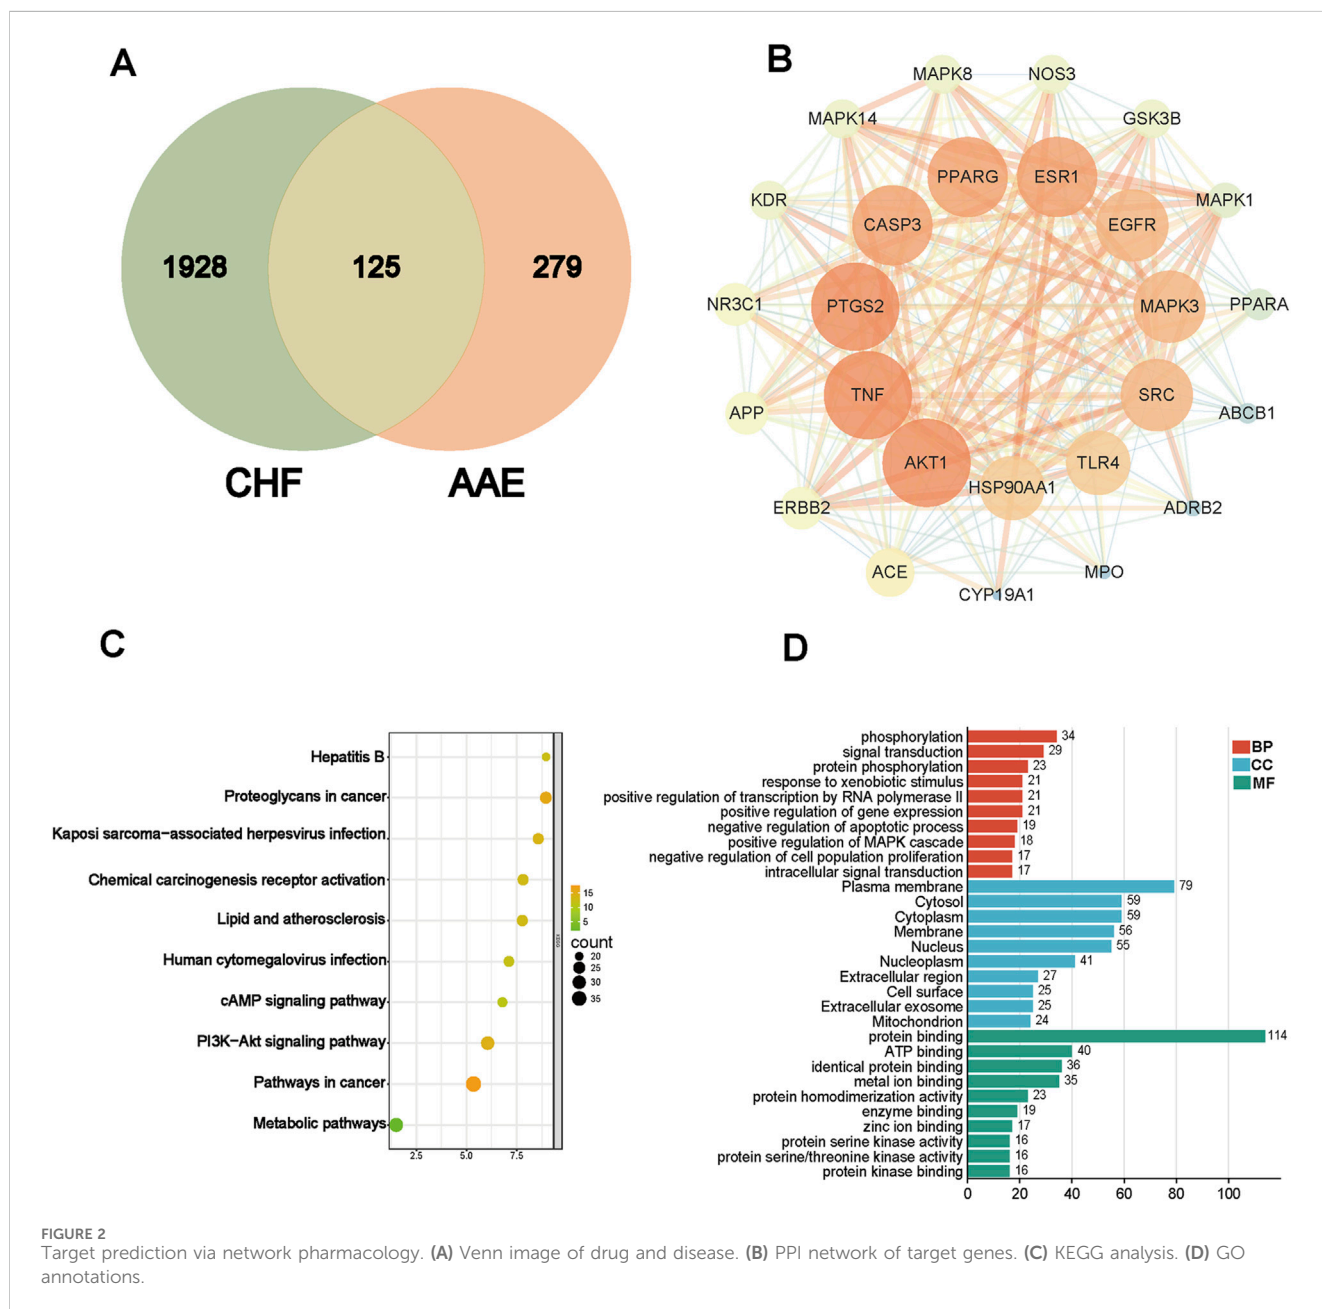 A
1928
125
279
CHF
AAE
B
MAPK8
NOS3
MAPK14
GSK3B
PPARG
ESR1
KDR
MAPK1
CASP3
EGFR
NR3C1
PTGS2
MAPK3
PPARA
TNF
SRC
APP
ABCB1
AKT1
TLR4
HSP90AA1
ERBB2
ADRB2
ACE
MPO
CYP19A1
C
Hepatitis B
Proteoglycans in cancer
Kaposi sarcoma-associated herpesvirus infection
Chemical carcinogenesis receptor activation
Lipid and atherosclerosis
Human cytomegalovirus infection
cAMP signaling pathway
PI3K-Akt signaling pathway
Pathways in cancer
Metabolic pathways
2.5 5.0 7.5
15
10
5
count
20
25
30
35
D
phosphorylation 34
signal transduction 29
protein phosphorylation 23
response to xenobiotic stimulus 21
positive regulation of transcription by RNA polymerase II 21
positive regulation of gene expression 21
negative regulation of apoptotic process 19
positive regulation of MAPK cascade 18
negative regulation of cell population proliferation 17
intracellular signal transduction 17
Plasma membrane 79
Cytosol 59
Cytoplasm 59
Membrane 56
Nucleus 55
Nucleoplasm 41
Extracellular region 27
Cell surface 25
Extracellular exosome 25
Mitochondrion 24
protein binding 114
ATP binding 40
identical protein binding 36
metal ion binding 35
protein homodimerization activity 23
enzyme binding 19
zinc ion binding 17
protein serine kinase activity 16
protein serine/threonine kinase activity 16
protein kinase binding 16
0 20 40 60 80 100
BP
CC
MF
FIGURE 2
Target prediction via network pharmacology. (A) Venn image of drug and disease. (B) PPI network of target genes. (C) KEGG analysis. (D) GO
annotations.